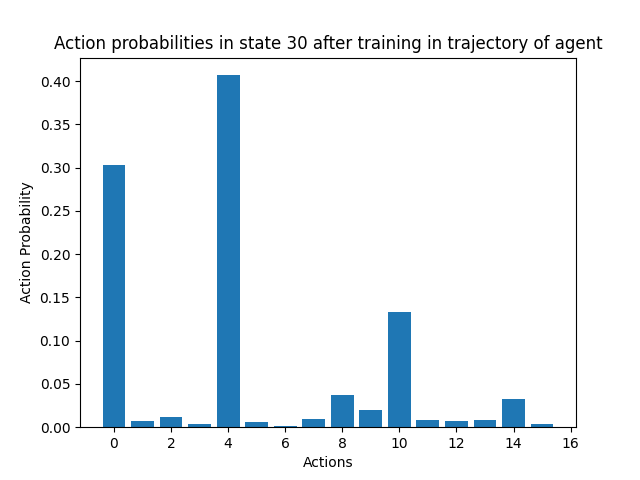 Action probabilities in state 30 after training in trajectory of agent
0.40
0.35
0.30
0.25
0.20
0.15
0.10
0.05
0.00
Action Probability
0 2 4 6 8 10 12 14 16
Actions